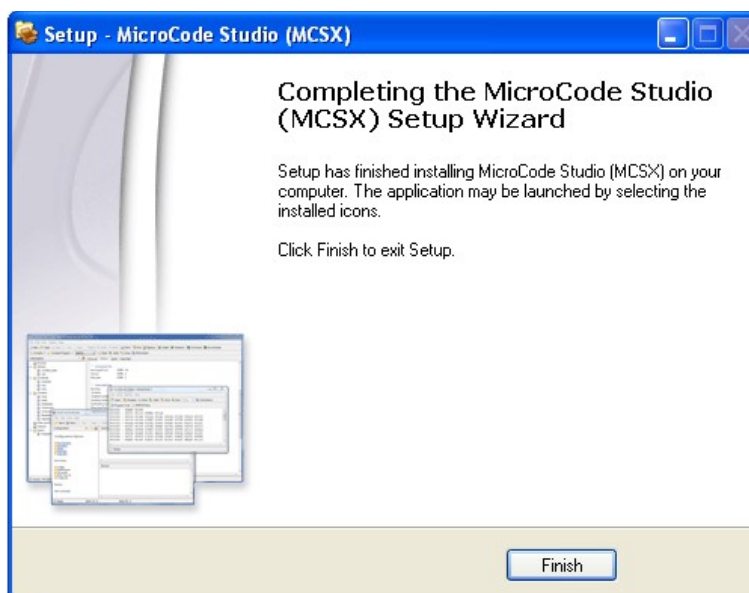 Setup - MicroCode Studio (MCSX)
Completing the MicroCode Studio
(MCSX) Setup Wizard
Setup has finished installing MicroCode Studio (MCSX) on your
computer. The application may be launched by selecting the
installed icons.
Click Finish to exit Setup.
Finish